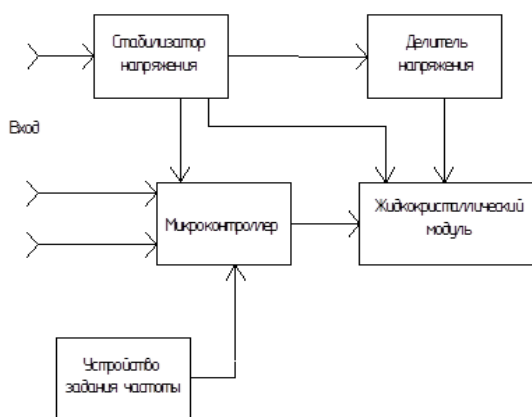 Стабилизатор
напряжения
Делитель
напряжения
Вход
Микроконтроллер
Жидкокристаллический
модуль
Устройство
задания частоты